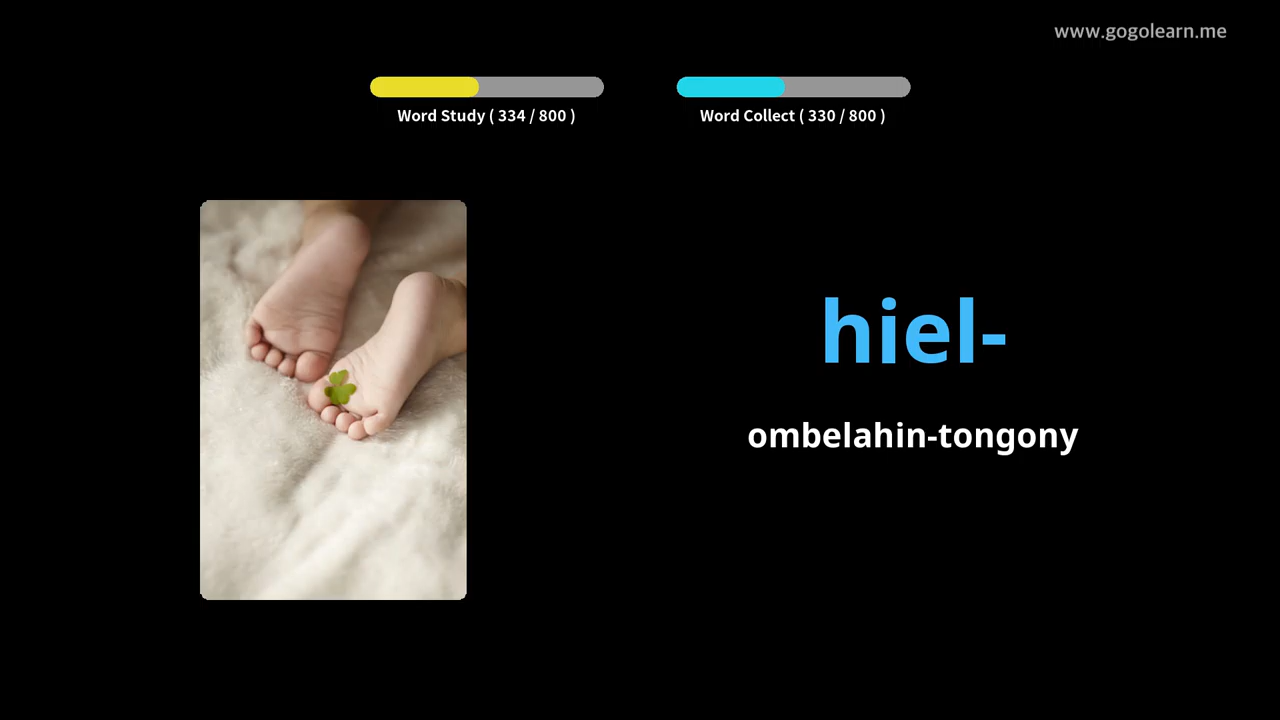 www.gogolearn.me
Word Study ( 334 / 800 )
Word Collect ( 330 / 800 )
hiel-
ombelahin-tongony